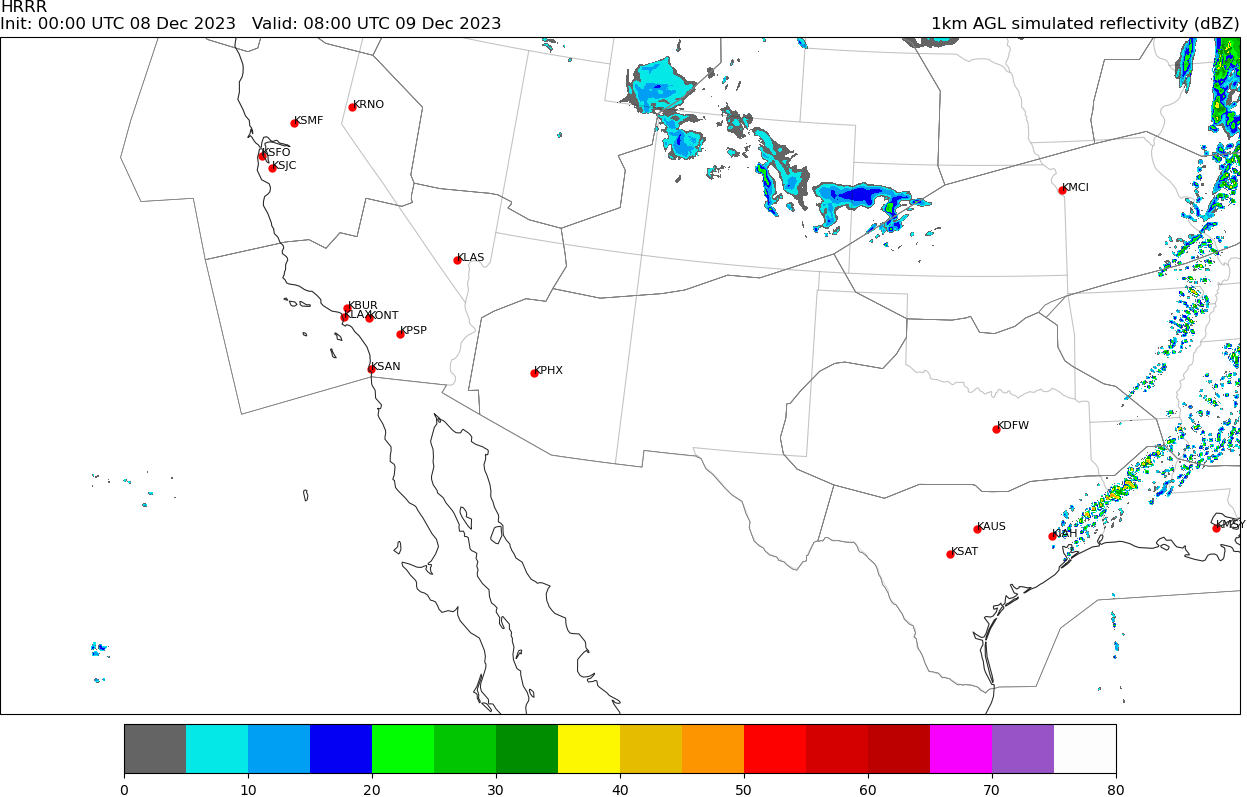 HRRR
Init: 00:00 UTC 08 Dec 2023   Valid: 08:00 UTC 09 Dec 2023
1km AGL simulated reflectivity (dBZ)
KRNO
KSMF
KSFO
KSJC
KMCI
KLAS
KBUR
KLAX
KONT
KPSP
KSAN
KPHX
KDFW
KAUS
KIAH
KMSY
KSAT
0 10 20 30 40 50 60 70 80